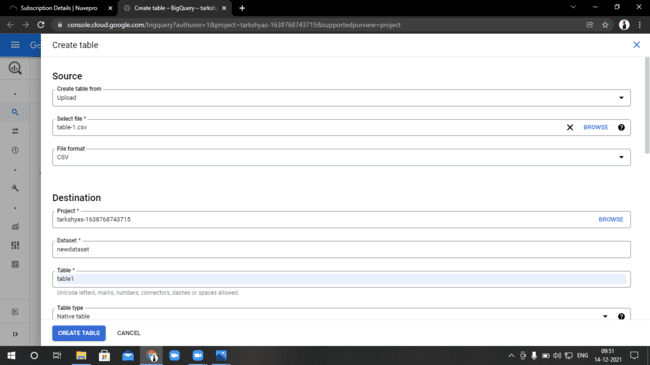 Subscription Details | Nuvepro
Create table – BigQuery – tarkshy
console.cloud.google.com/bigquery?authuser=1&project=tarkshyas-1638768743715&supportedpurview=project
Create table
Source
Create table from
Upload
Select file *
table-1.csv
BROWSE
File format
CSV
Destination
Project *
tarkshyas-1638768743715
BROWSE
Dataset *
newdataset
Table *
table1
Unicode letters, marks, numbers, connectors, dashes or spaces allowed.
Table type
Native table
CREATE TABLE
CANCEL
ENG
09:51
14-12-2021